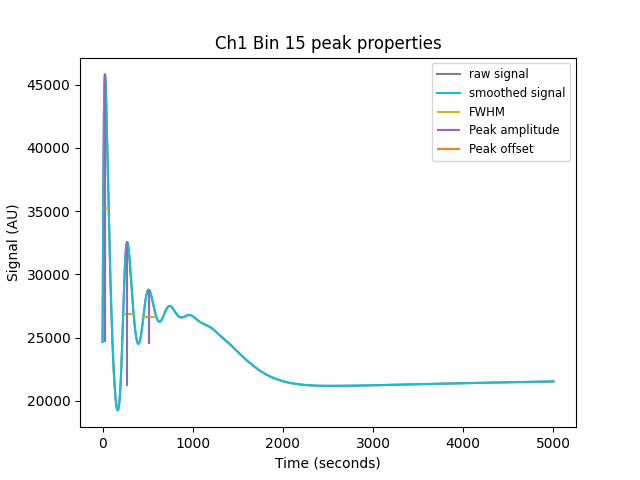 Ch1 Bin 15 peak properties
raw signal
smoothed signal
FWHM
Peak amplitude
Peak offset
Signal (AU)
45000
40000
35000
30000
25000
20000
0 1000 2000 3000 4000 5000
Time (seconds)